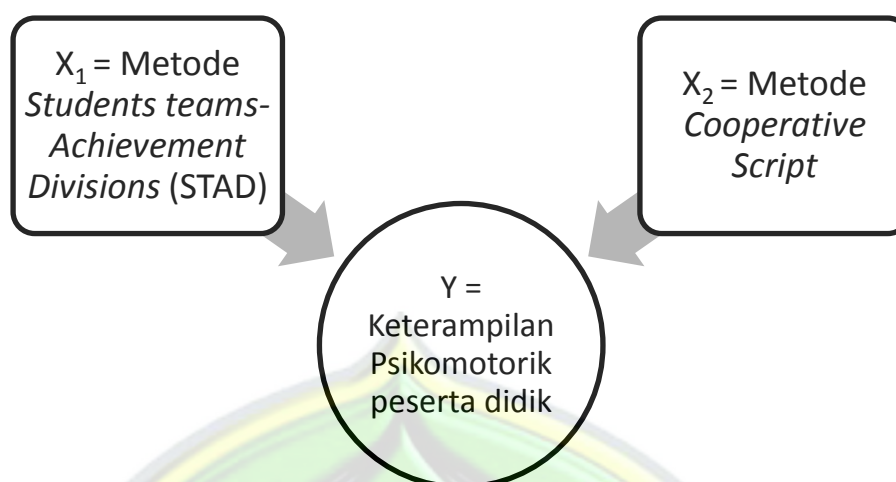 X₁ = Metode
Students teams-
Achievement
Divisions (STAD)
X₂ = Metode
Cooperative
Script
Y =
Keterampilan
Psikomotorik
peserta didik